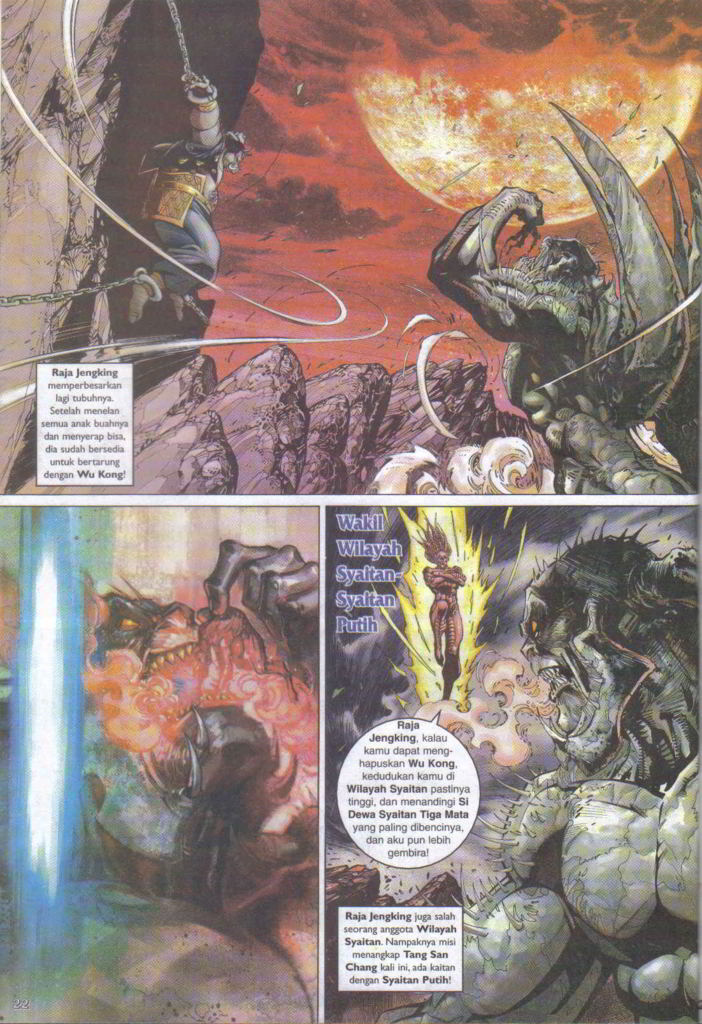 Raja Jengking
memperbesarkan
lagi tubuhnya.
Setelah menelan
semua anak buahnya
dan menyerap bisa,
dia sudah bersedia
untuk bertarung
dengan Wu Kong!
Wakil
Wilayah
Syaitan-
Syaitan
Putih
Raja
Jengking, kalau
kamu dapat meng-
hapuskan Wu Kong,
kedudukan kamu di
Wilayah Syaitan pastinya
tinggi, dan menandingi Si
Dewa Syaitan Tiga Mata
yang paling dibencinya,
dan aku pun lebih
gembira!
Raja Jengking juga salah
seorang anggota Wilayah
Syaitan. Nampaknya misi
menangkap Tang San
Chang kali ini, ada kaitan
dengan Syaitan Putih!
22